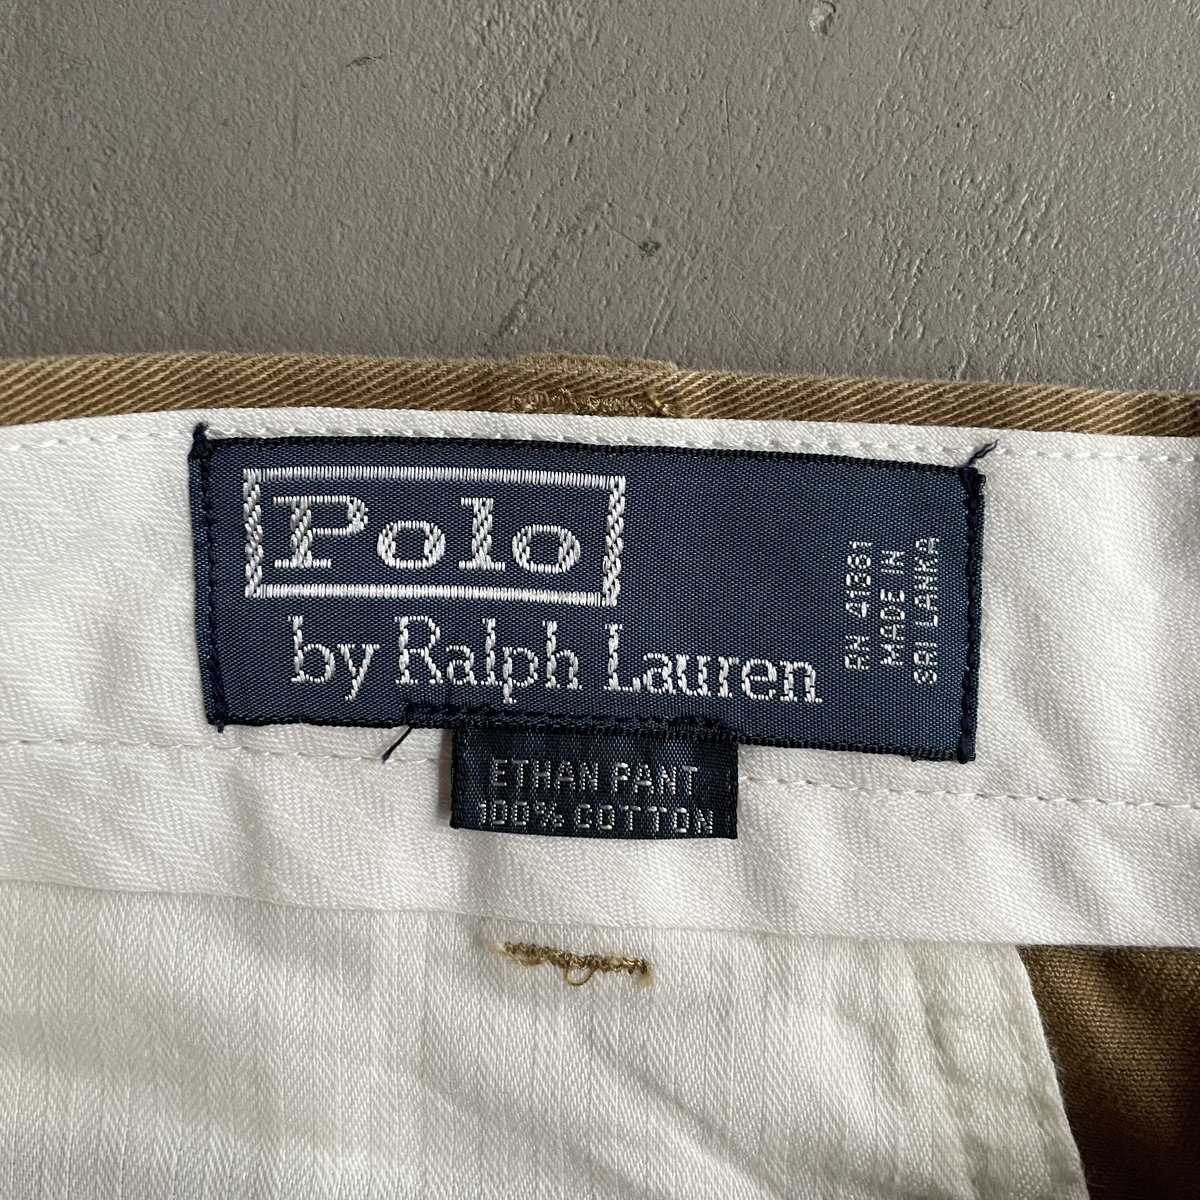 Polo
by Ralph Lauren
RN 41381
MADE IN
SRI LANKA
ETHAN PANT
100% COTTON